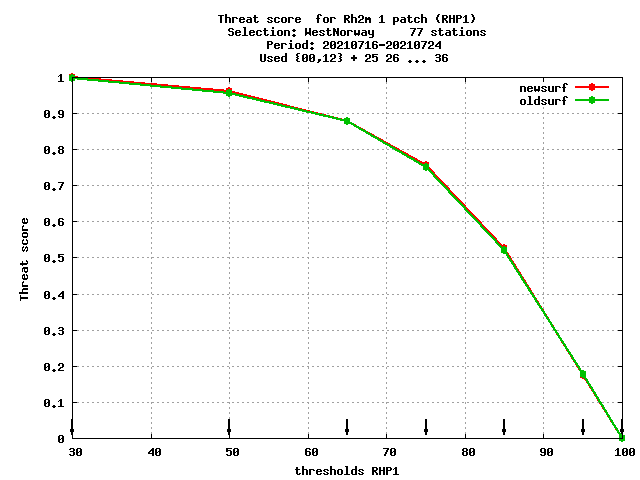 Threat score  for Rh2m 1 patch (RHP1)
Selection: WestNorway     77 stations
Period: 20210716-20210724
Used {00,12} + 25 26 ... 36
newsurf
oldsurf
1
0.9
0.8
0.7
0.6
0.5
0.4
0.3
0.2
0.1
0
Threat score
30 40 50 60 70 80 90 100
thresholds RHP1